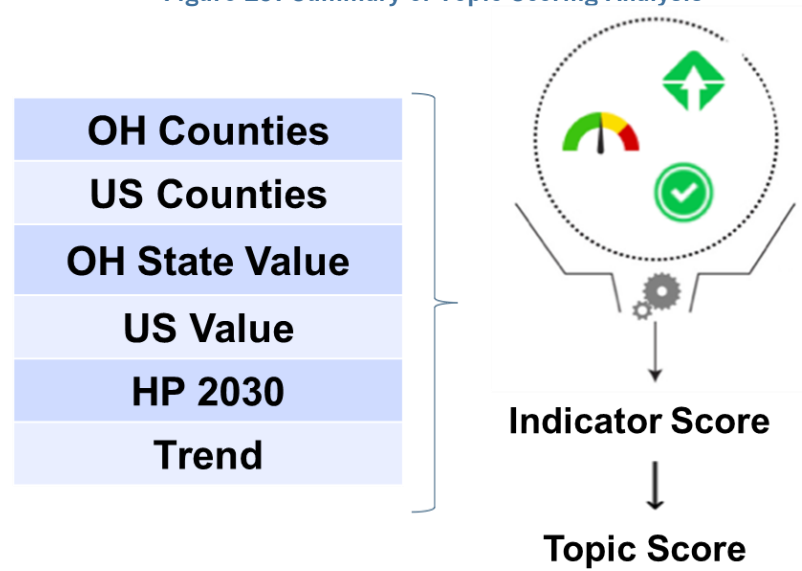 OH Counties
US Counties
OH State Value
US Value
HP 2030
Trend
Indicator Score
Topic Score